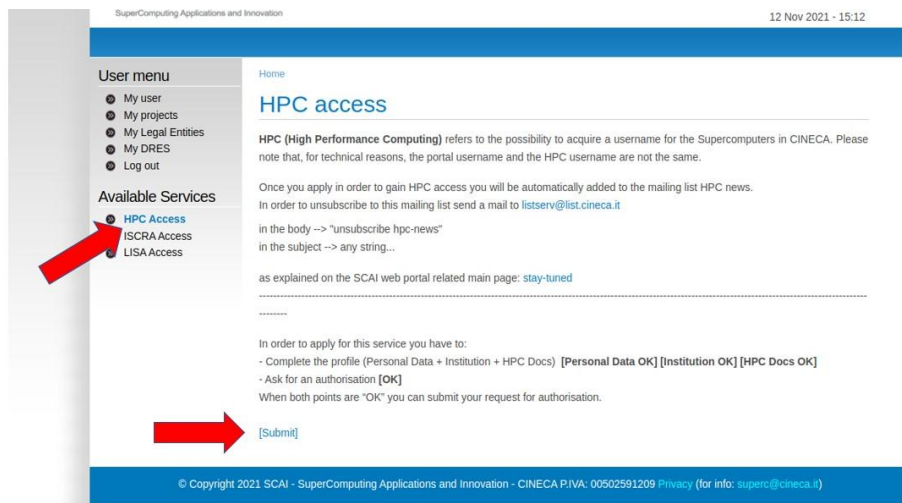 SuperComputing Applications and Innovation
12 Nov 2021 - 15:12
User menu
My user
My projects
My Legal Entities
My DRES
Log out
Available Services
HPC Access
ISCRA Access
LISA Access
Home
HPC access
HPC (High Performance Computing) refers to the possibility to acquire a username for the Supercomputers in CINECA. Please
note that, for technical reasons, the portal username and the HPC username are not the same.
Once you apply in order to gain HPC access you will be automatically added to the mailing list HPC news.
In order to unsubscribe to this mailing list send a mail to listserv@list.cineca.it
in the body --> "unsubscribe hpc-news"
in the subject --> any string...
as explained on the SCAI web portal related main page: stay-tuned
--------------------------------------------------------------------------------------------------------------------------------------------------------
--------
In order to apply for this service you have to:
- Complete the profile (Personal Data + Institution + HPC Docs) [Personal Data OK] [Institution OK] [HPC Docs OK]
- Ask for an authorisation [OK]
When both points are “OK” you can submit your request for authorisation.
[Submit]
© Copyright 2021 SCAI - SuperComputing Applications and Innovation - CINECA P.IVA: 00502591209 Privacy (for info: superc@cineca.it)